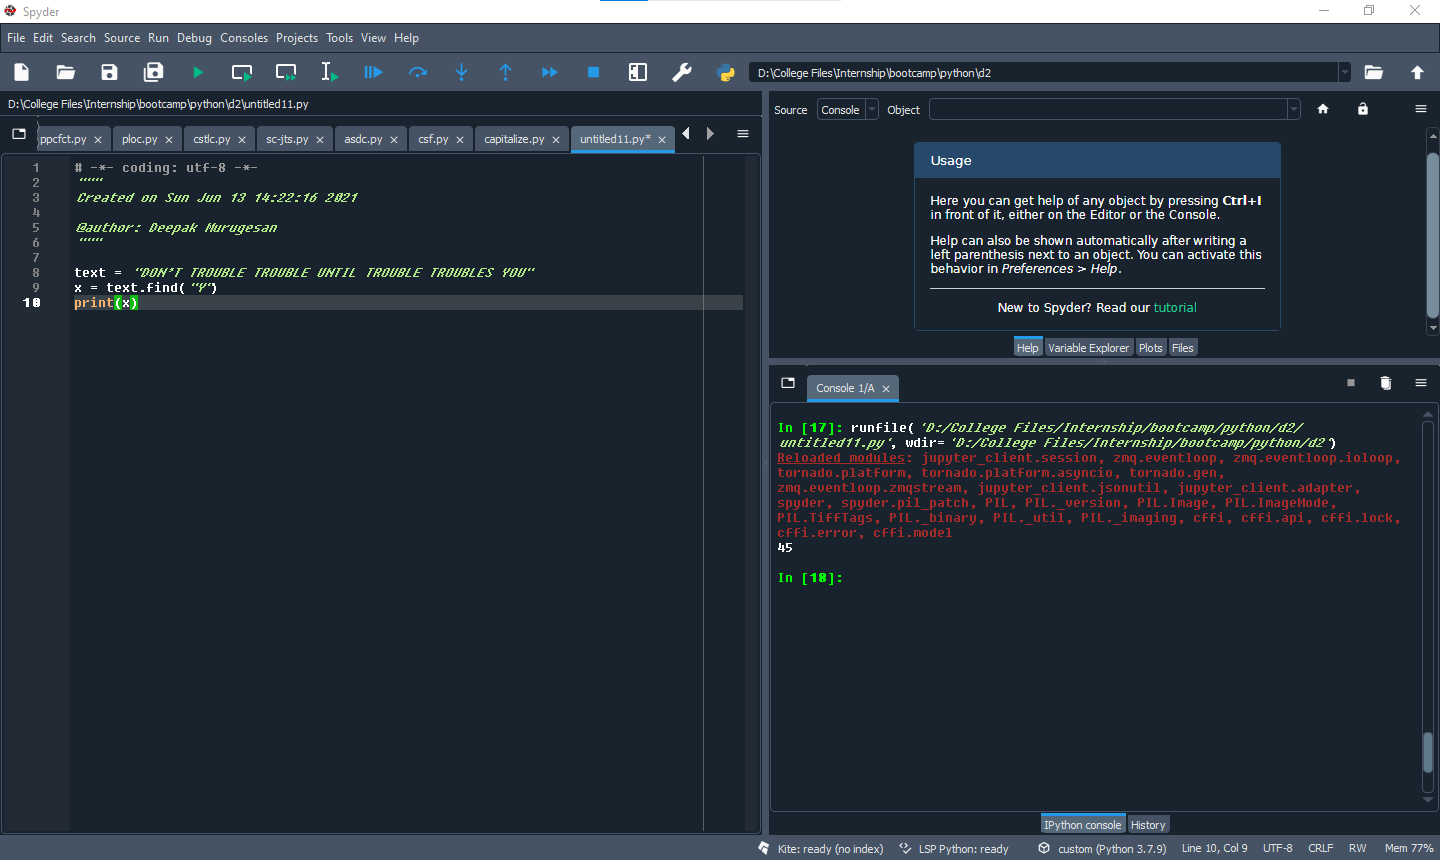 Spyder
File Edit Search Source Run Debug Consoles Projects Tools View Help
D:\College Files\Internship\bootcamp\python\d2
D:\College Files\Internship\bootcamp\python\d2\untitled11.py
ppcfct.py ploc.py cstlc.py sc-jts.py asdc.py csf.py capitalize.py untitled11.py*
1 # -*- coding: utf-8 -*-
2 """
3 Created on Sun Jun 13 14:22:16 2021
4
5 @author: Deepak Murugesan
6 """
7
8 text = "DON'T TROUBLE TROUBLE UNTIL TROUBLE TROUBLES YOU"
9 x = text.find("Y")
10 print(x)
Source Console Object
Usage
Here you can get help of any object by pressing Ctrl+I
in front of it, either on the Editor or the Console.
Help can also be shown automatically after writing a
left parenthesis next to an object. You can activate this
behavior in Preferences > Help.
New to Spyder? Read our tutorial
Help Variable Explorer Plots Files
Console 1/A
In [17]: runfile('D:/College Files/Internship/bootcamp/python/d2/
untitled11.py', wdir='D:/College Files/Internship/bootcamp/python/d2')
Reloaded modules: jupyter_client.session, zmq.eventloop, zmq.eventloop.ioloop,
tornado.platform, tornado.platform.asyncio, tornado.gen,
zmq.eventloop.zmqstream, jupyter_client.jsonutil, jupyter_client.adapter,
spyder, spyder.pil_patch, PIL, PIL._version, PIL.Image, PIL.ImageMode,
PIL.TiffTags, PIL._binary, PIL._util, PIL._imaging, cffi, cffi.api, cffi.lock,
cffi.error, cffi.model
45
In [18]:
IPython console History
Kite: ready (no index) LSP Python: ready custom (Python 3.7.9) Line 10, Col 9 UTF-8 CRLF RW Mem 77%